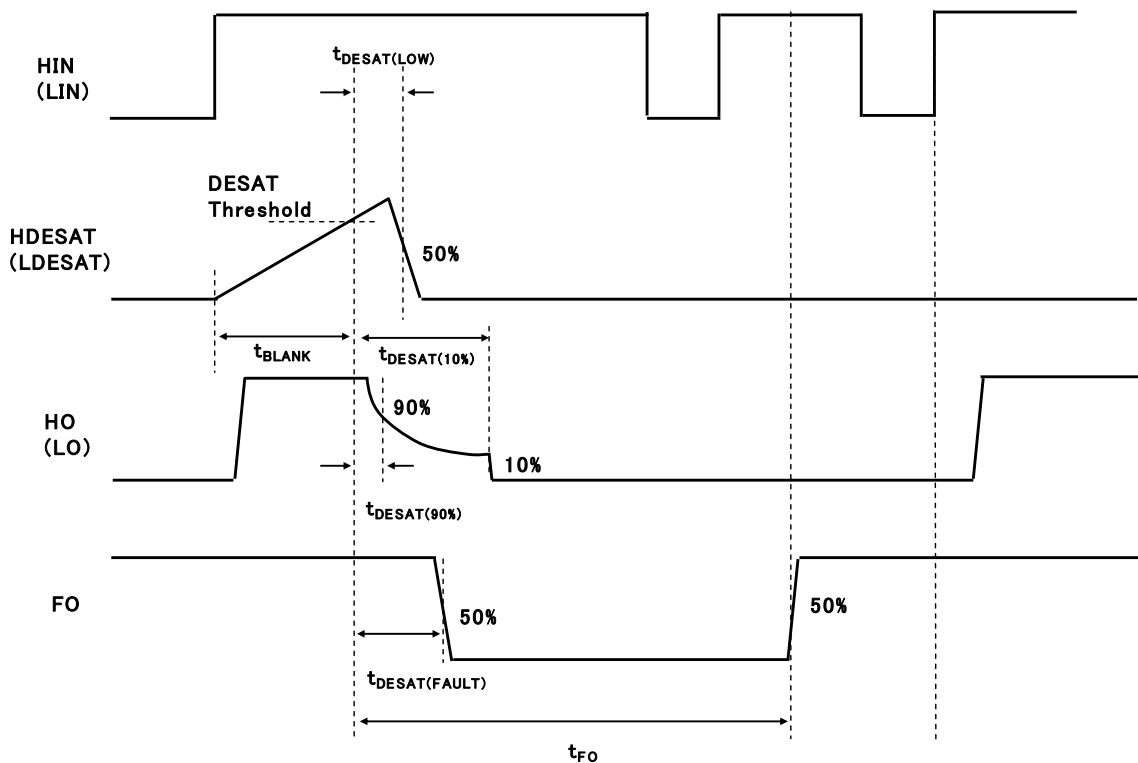 HIN
(LIN)
tDESAT(LOW)
DESAT
Threshold
HDESAT
(LDESAT)
50%
tBLANK
tDESAT(10%)
HO
(LO)
90%
10%
tDESAT(90%)
FO
50%
50%
tDESAT(FAULT)
tFO